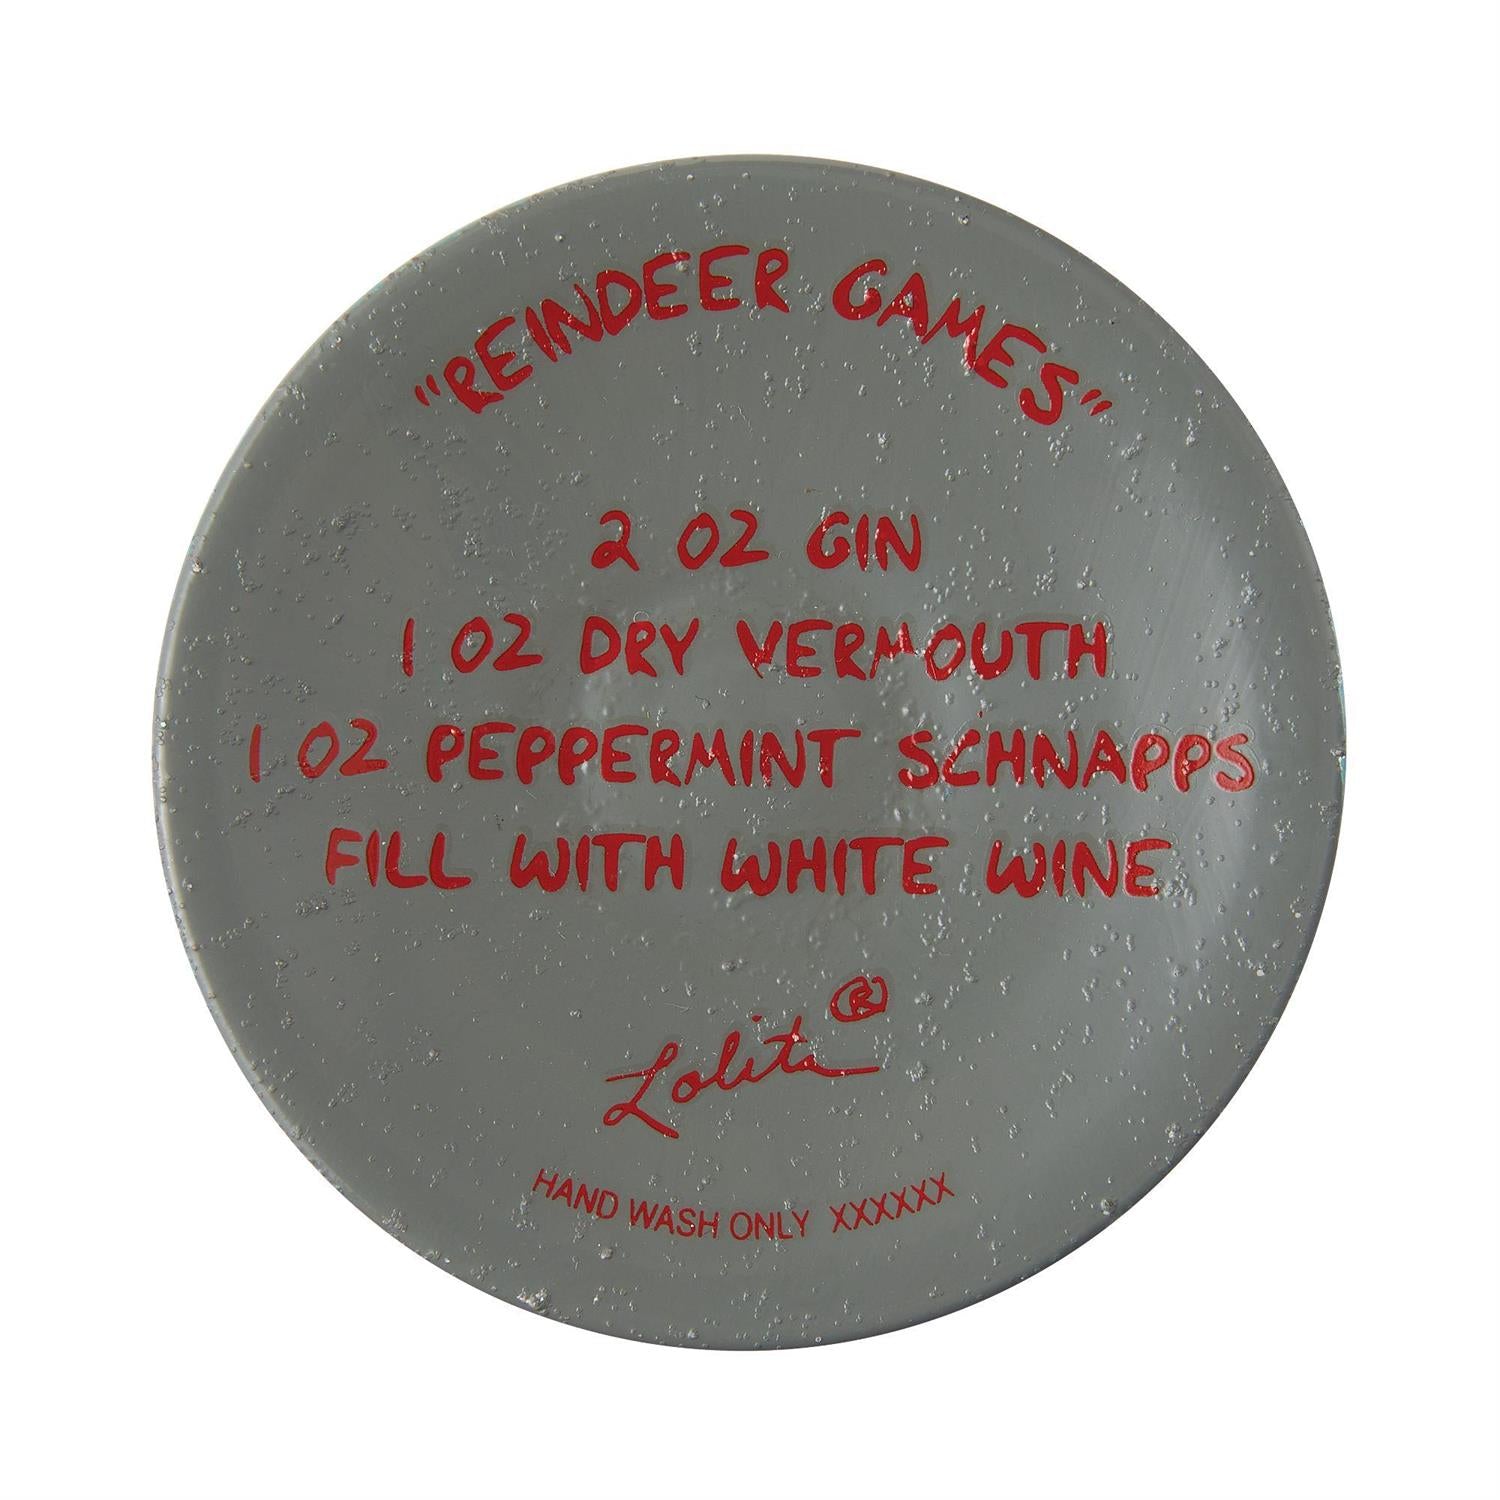 "REINDEER GAMES"
2 OZ GIN
1 OZ DRY VERMOUTH
1 OZ PEPPERMINT SCHNAPPS
FILL WITH WHITE WINE
Lolita®
HAND WASH ONLY XXXXXX